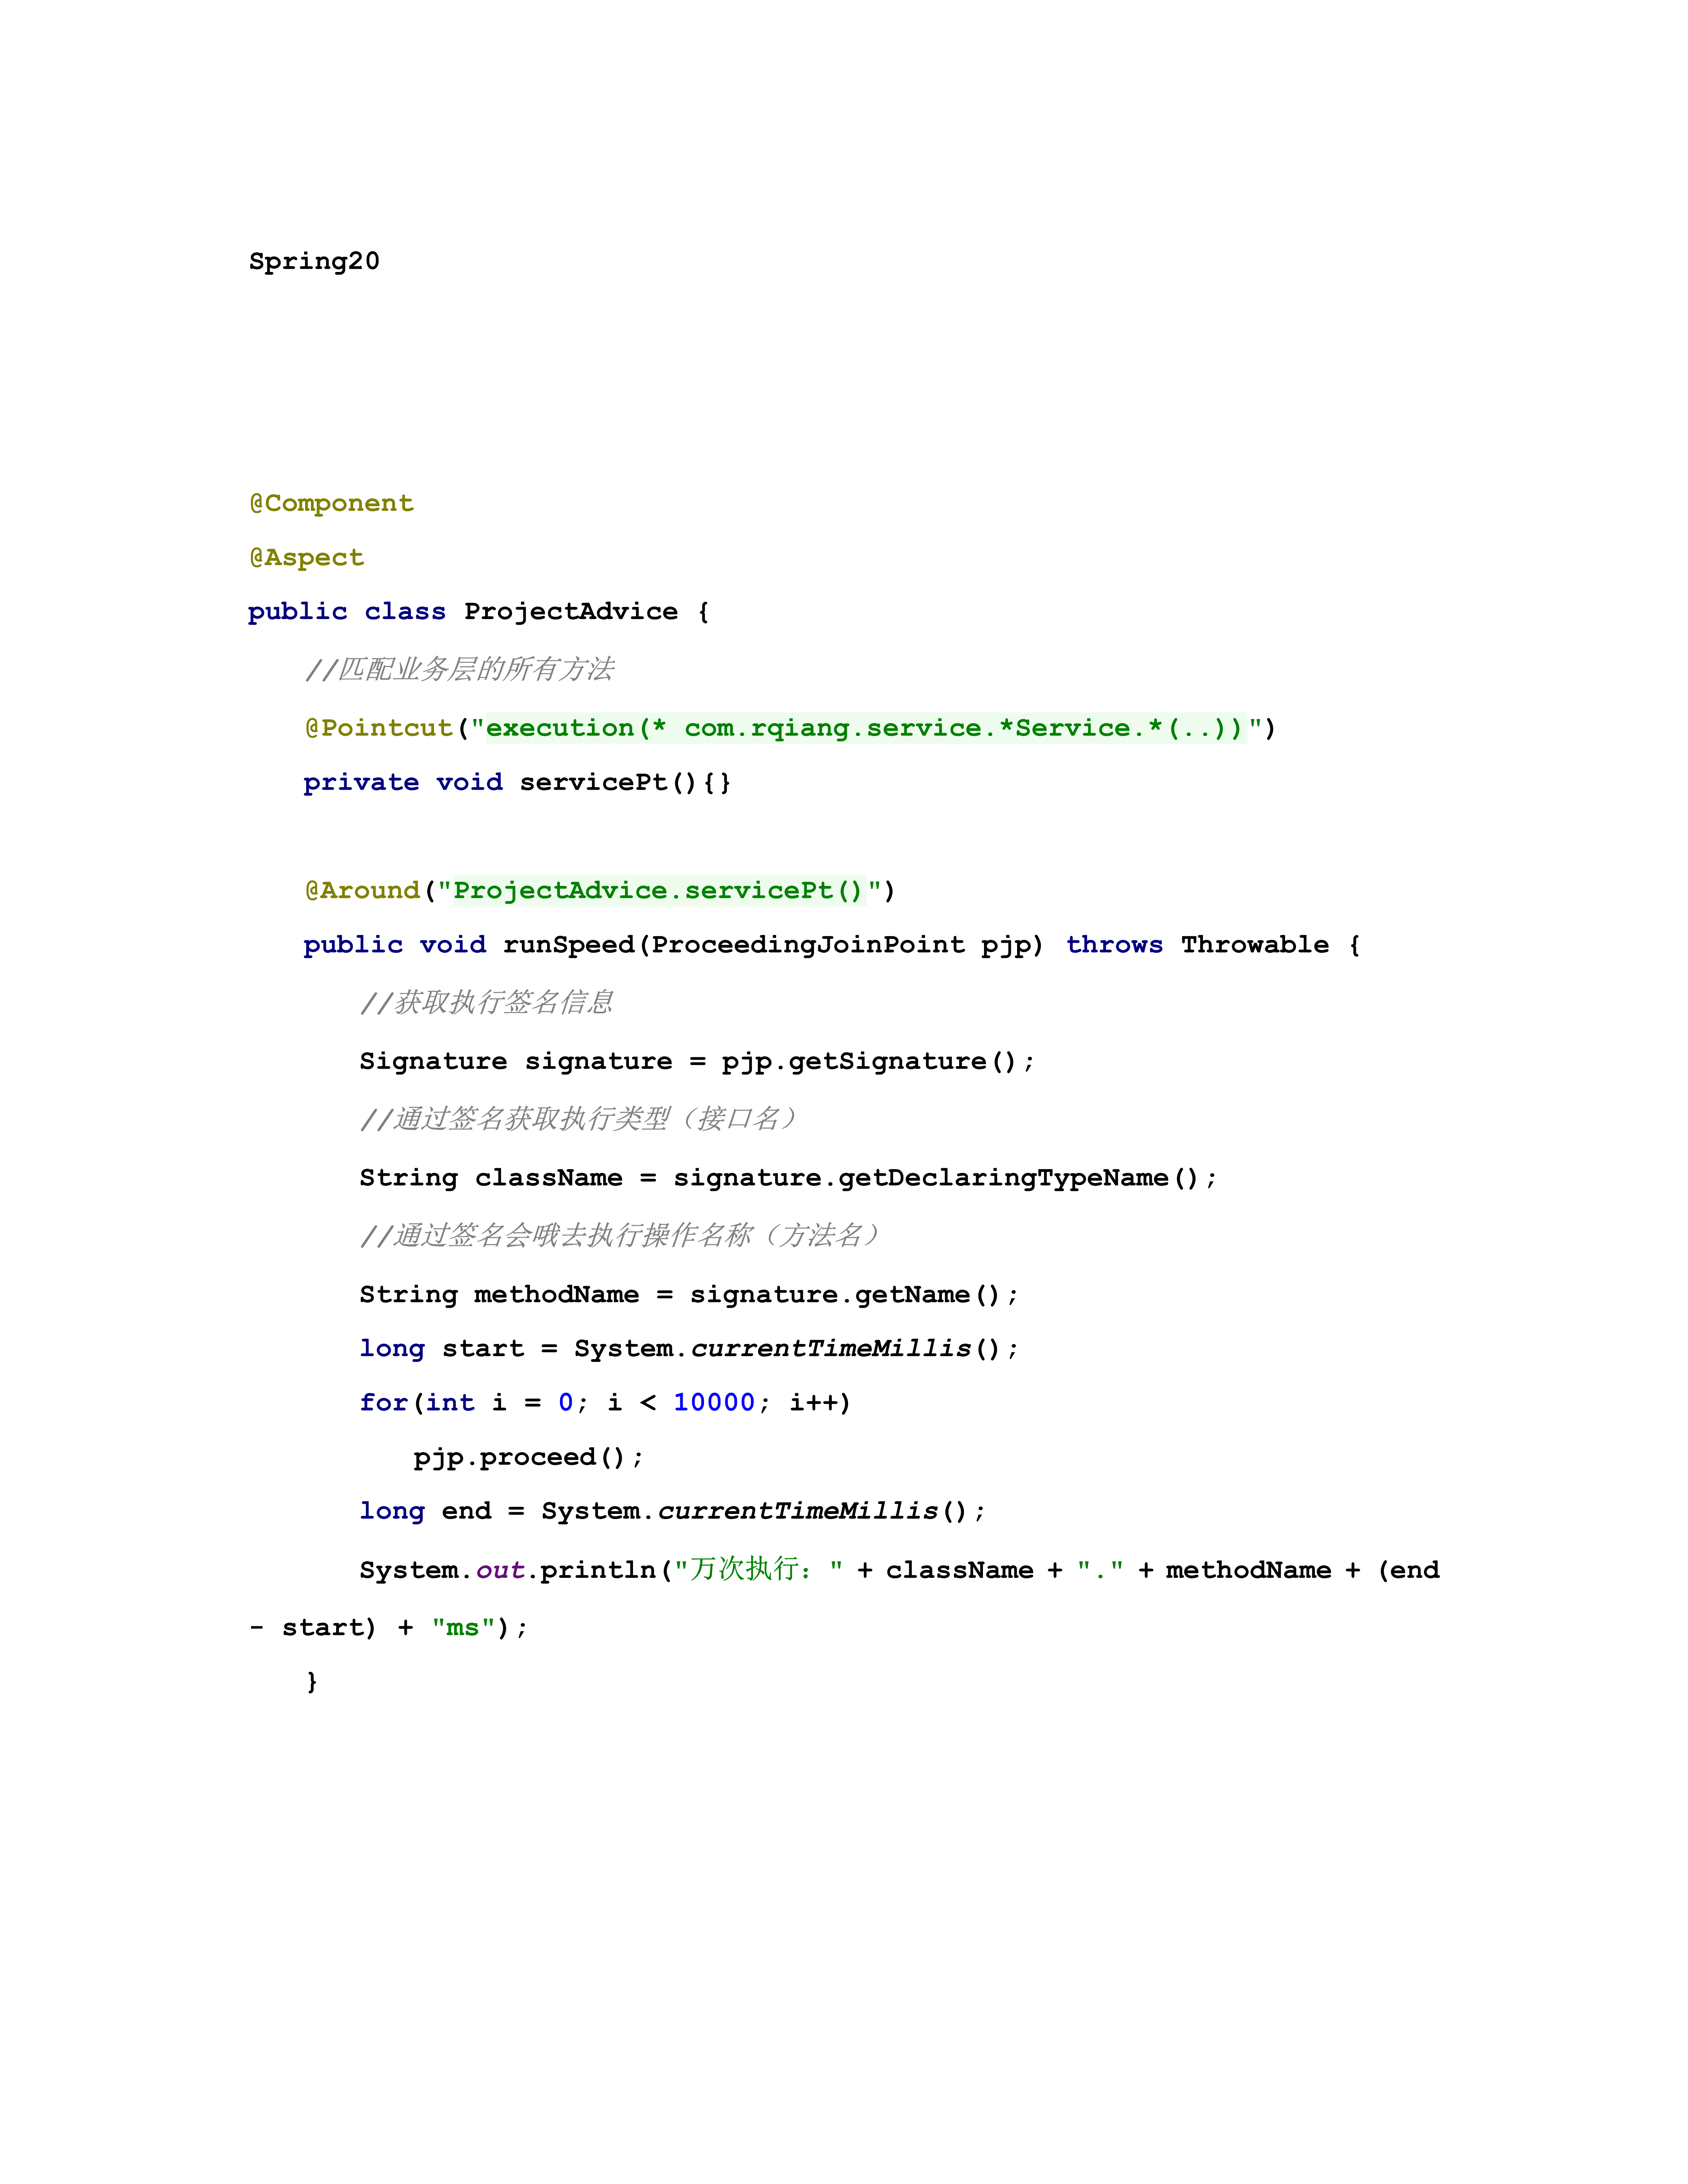 Spring20
@Component
@Aspect
public class ProjectAdvice {
//匹配业务层的所有方法
@Pointcut("execution(* com.rqiang.service.*Service.*(..))")
private void servicePt(){}
@Around("ProjectAdvice.servicePt()")
public void runSpeed(ProceedingJoinPoint pjp) throws Throwable {
//获取执行签名信息
Signature signature = pjp.getSignature();
//通过签名获取执行类型（接口名）
String className = signature.getDeclaringTypeName();
//通过签名会哦去执行操作名称（方法名）
String methodName = signature.getName();
long start = System.currentTimeMillis();
for(int i = 0; i < 10000; i++)
pjp.proceed();
long end = System.currentTimeMillis();
System.out.println("万次执行：" + className + "." + methodName + (end
- start) + "ms");
}